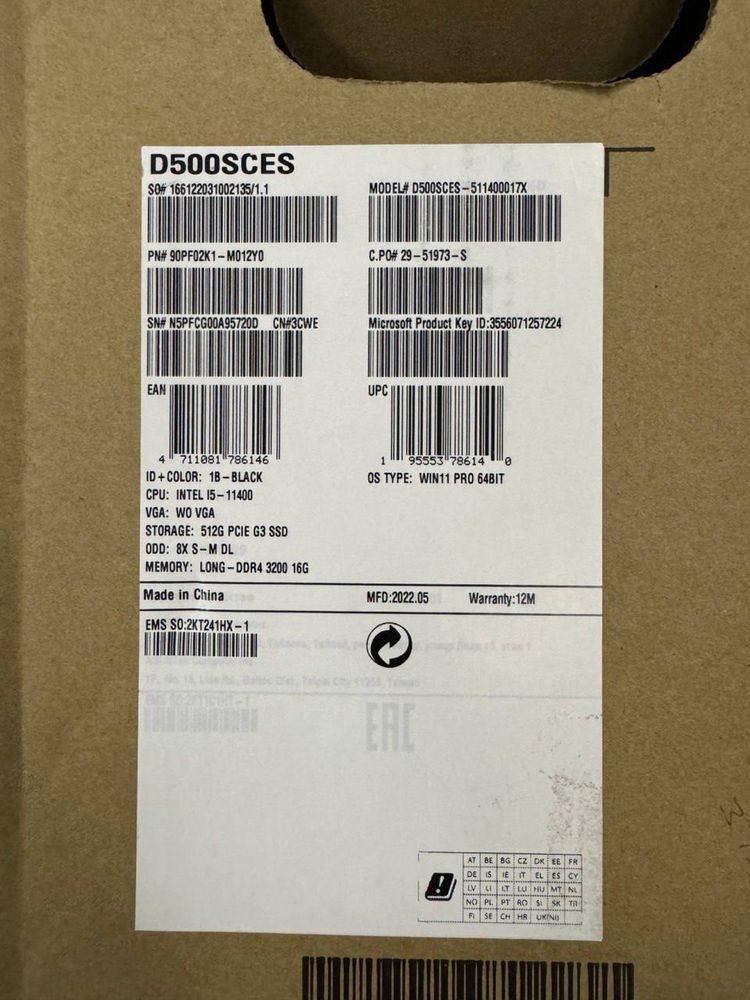 D500SCES
SO# 166122031002135/1.1
MODEL# D500SCES-511400017X
PN# 90PF02K1-M012Y0
C.PO# 29-51973-S
SN# N5PFCG00A95720D CN#3CWE
Microsoft Product Key ID:3556071257224
EAN
4 711081 786146
UPC
1 95553 78614 0
ID+COLOR: 1B-BLACK
OS TYPE: WIN11 PRO 64BIT
CPU: INTEL I5-11400
VGA: WO VGA
STORAGE: 512G PCIE G3 SSD
ODD: 8X S-M DL
MEMORY: LONG-DDR4 3200 16G
Made in China
MFD:2022.05
Warranty:12M
EMS SO:2KT241HX-1
EAC
AT BE BG CZ DK EE FR
DE IS IE IT EL ES CY
LV LI LT LU HU MT NL
NO PL PT RO SI SK TR
FI SE CH HR UK(NI)